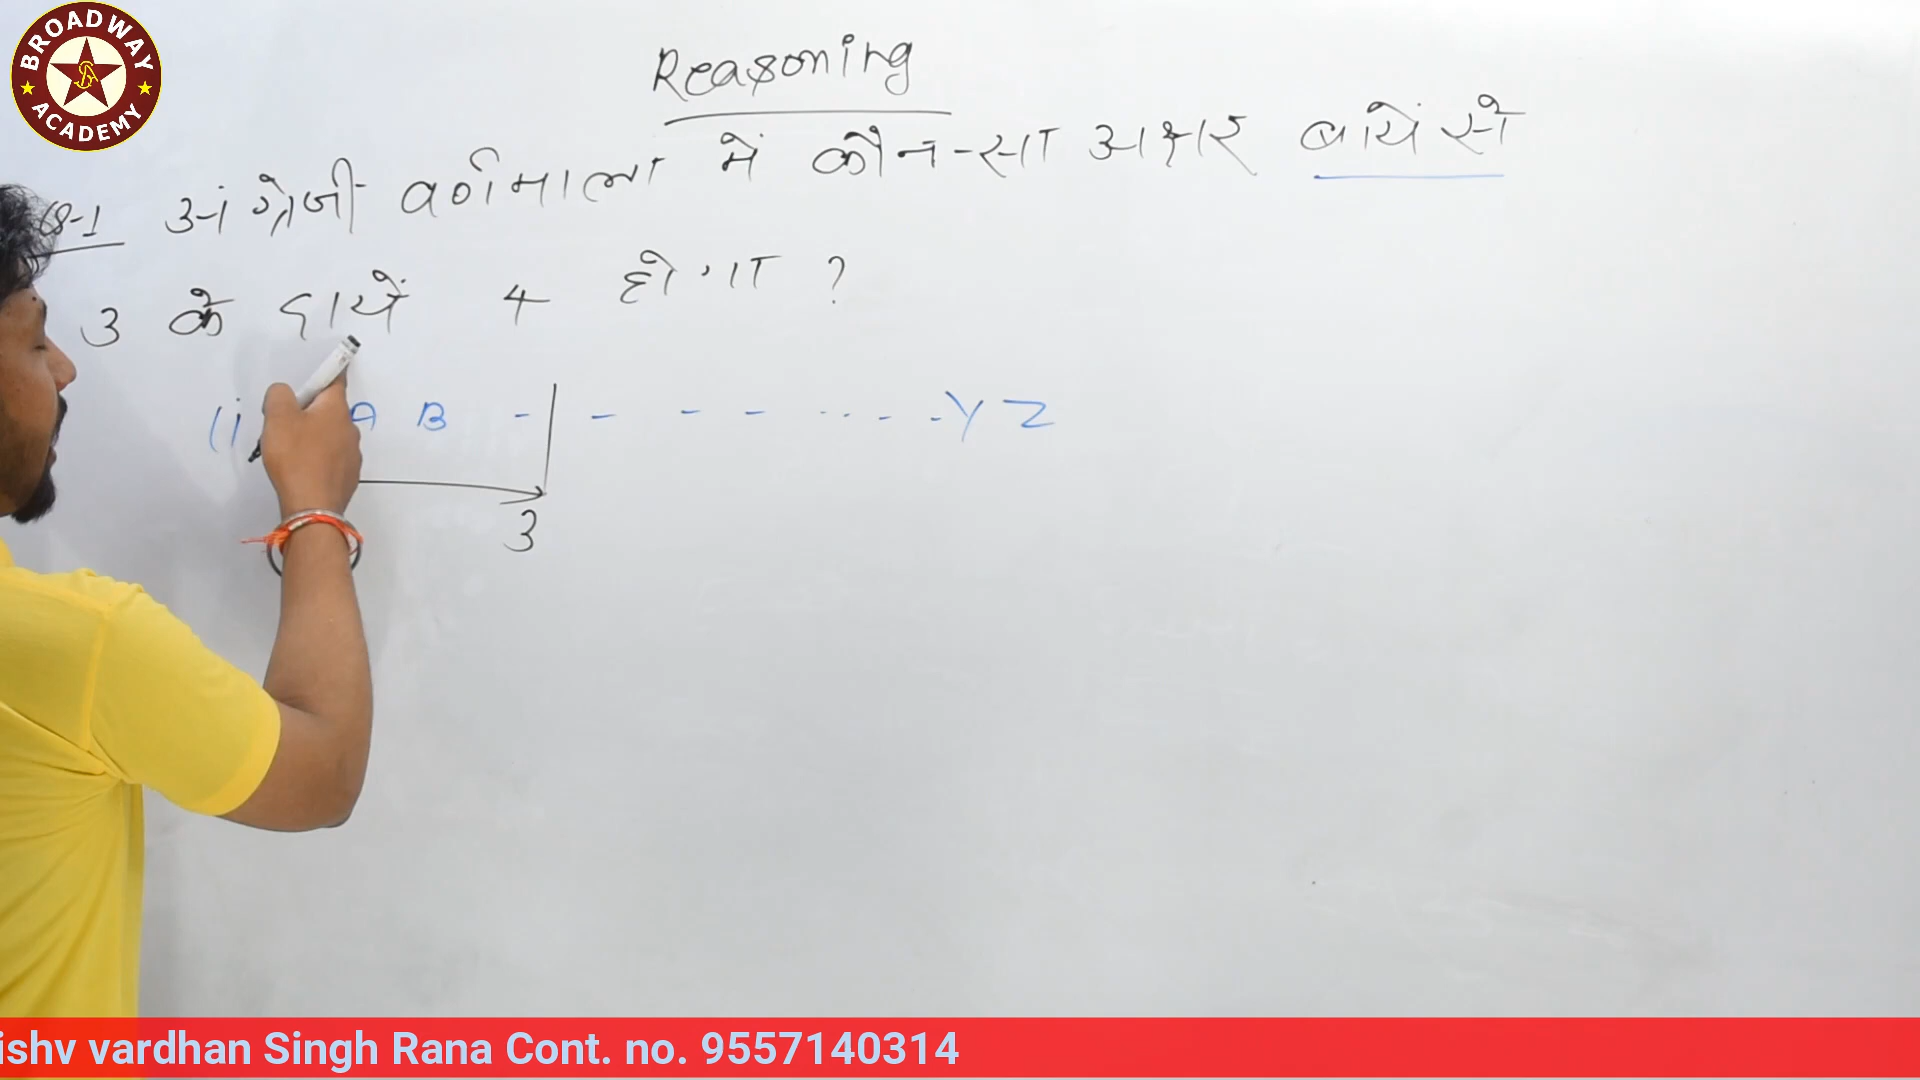 BROADWAY
ACADEMY
Reasoning
Q-1 अंग्रेजी वर्णमाला में कौन-सा अक्षर बायें से
3 के दायें 4 होगा ?
(i) A B - - - - ... - - Y Z
3
ishv vardhan Singh Rana Cont. no. 9557140314